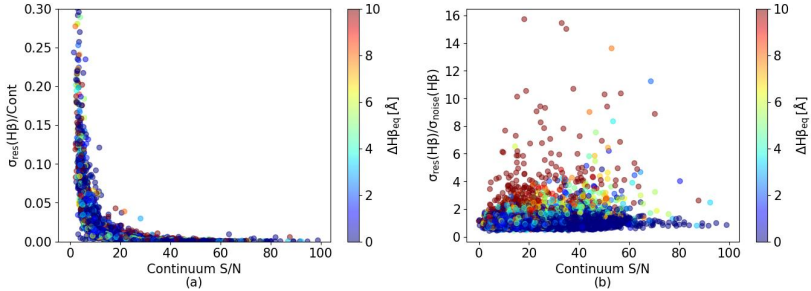 0.30
0.25
0.20
0.15
0.10
0.05
0.00
σres(Hβ)/Cont
0 20 40 60 80 100
Continuum S/N
(a)
10
8
6
4
2
0
ΔHβeq [Å]
16
14
12
10
8
6
4
2
0
σres(Hβ)/σnoise(Hβ)
0 20 40 60 80 100
Continuum S/N
(b)
10
8
6
4
2
0
ΔHβeq [Å]